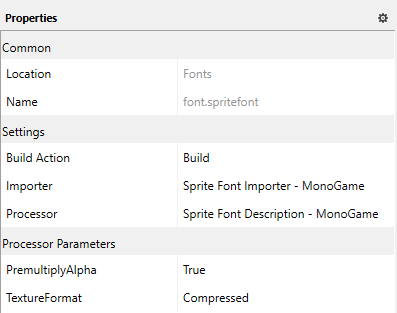 Properties
Common
Location Fonts
Name font.spritefont
Settings
Build Action Build
Importer Sprite Font Importer - MonoGame
Processor Sprite Font Description - MonoGame
Processor Parameters
PremultiplyAlpha True
TextureFormat Compressed